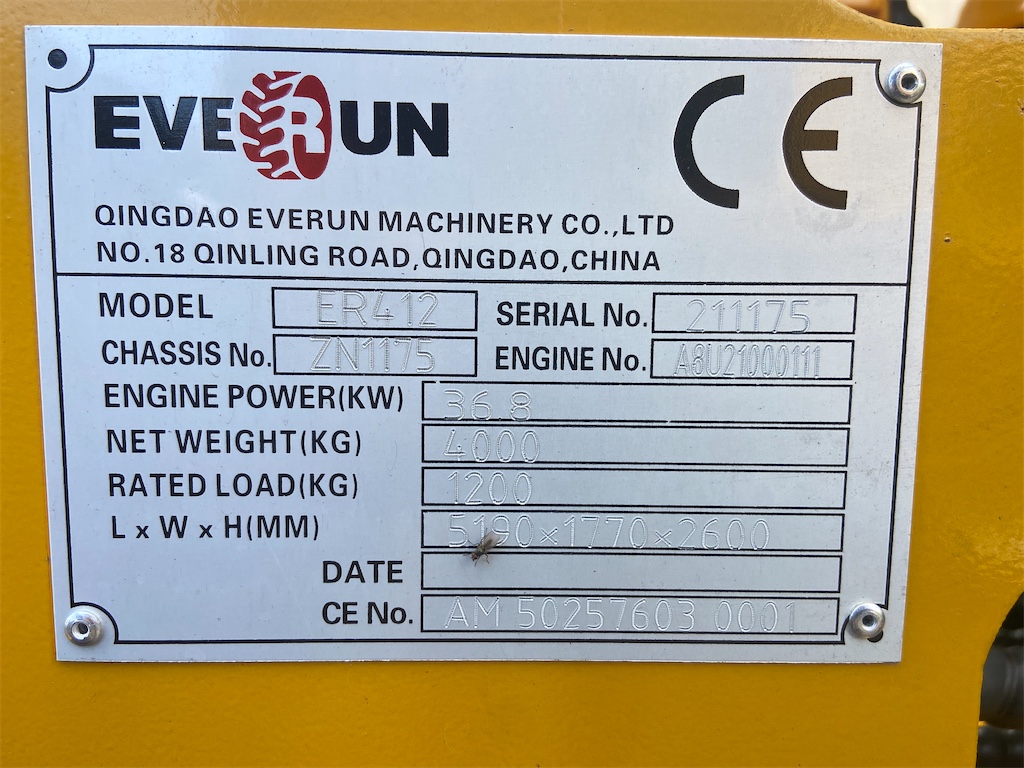 EVERUN CE
QINGDAO EVERUN MACHINERY CO.,LTD
NO.18 QINLING ROAD,QINGDAO,CHINA
MODEL ER412 SERIAL No. 211175
CHASSIS No. ZN1175 ENGINE No. A8U21000111
ENGINE POWER(KW) 36.8
NET WEIGHT(KG) 4000
RATED LOAD(KG) 1200
L x W x H(MM) 5190×1770×2600
DATE
CE No. AM 50257603 0001